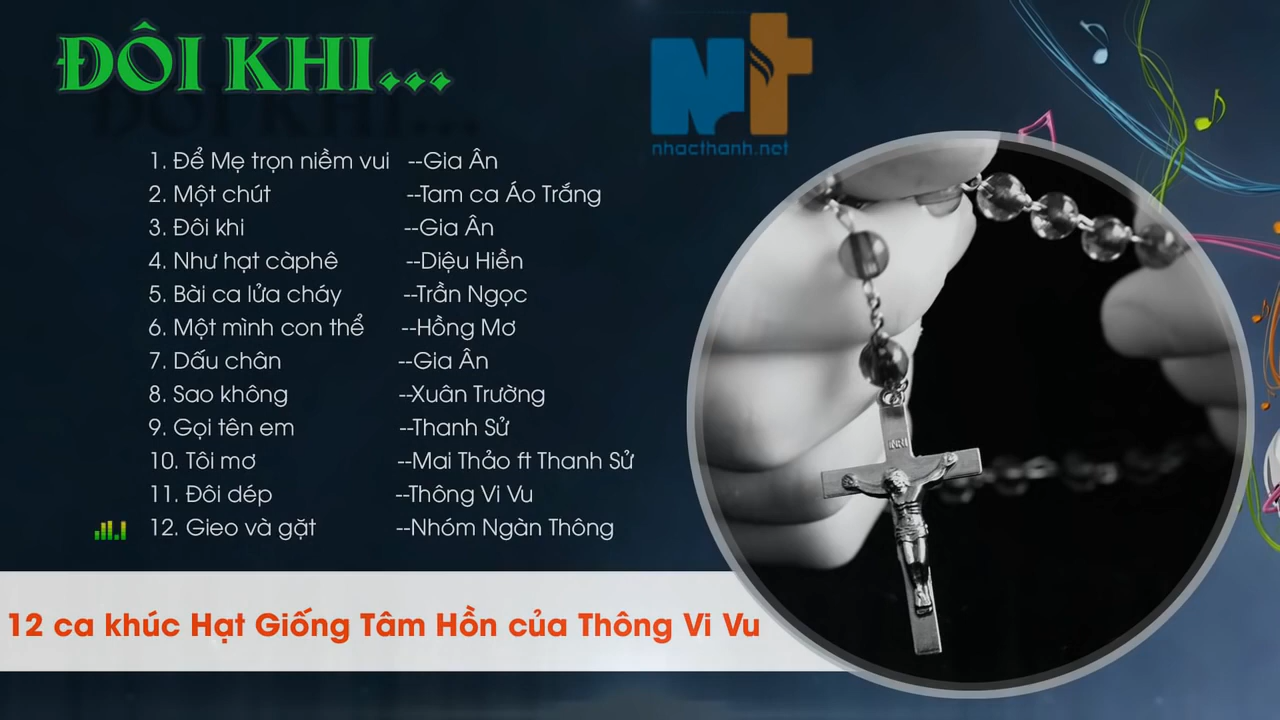 ĐÔI KHI...
nt
nhacthanh.net
1. Để Mẹ trọn niềm vui --Gia Ân
2. Một chút --Tam ca Áo Trắng
3. Đôi khi --Gia Ân
4. Như hạt càphê --Diệu Hiền
5. Bài ca lửa cháy --Trần Ngọc
6. Một mình con thể --Hồng Mơ
7. Dấu chân --Gia Ân
8. Sao không --Xuân Trường
9. Gọi tên em --Thanh Sử
10. Tôi mơ --Mai Thảo ft Thanh Sử
11. Đôi dép --Thông Vi Vu
12. Gieo và gặt --Nhóm Ngàn Thông
INRI
12 ca khúc Hạt Giống Tâm Hồn của Thông Vi Vu